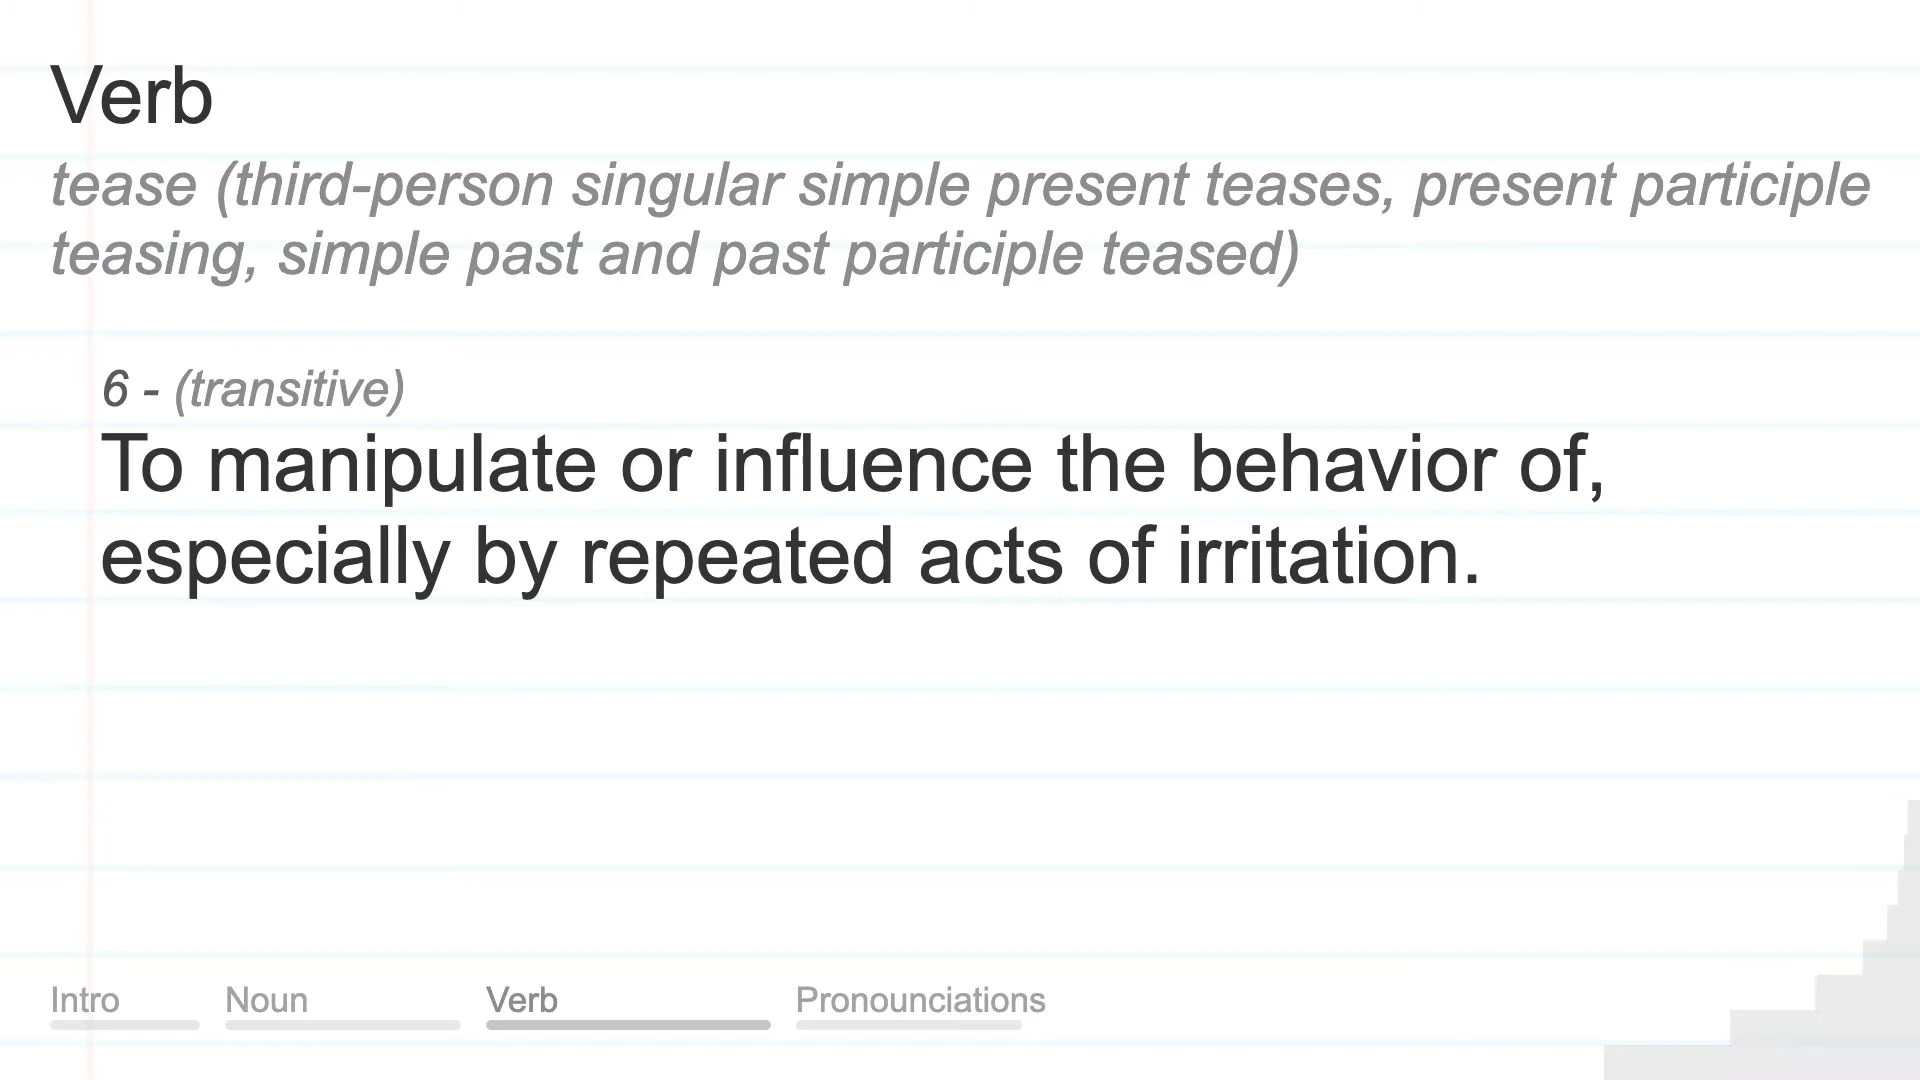 Verb
tease (third-person singular simple present teases, present participle
teasing, simple past and past participle teased)
6 - (transitive)
To manipulate or influence the behavior of,
especially by repeated acts of irritation.
Intro Noun Verb Pronounciations